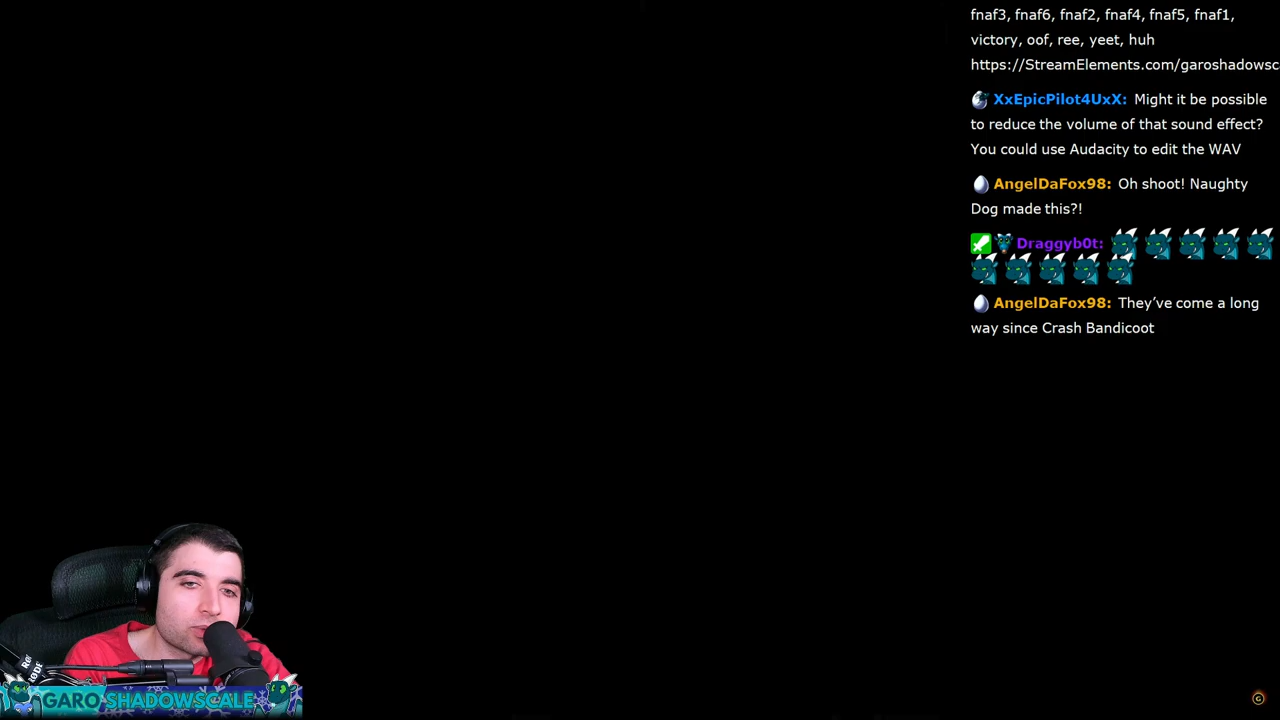 fnaf3, fnaf6, fnaf2, fnaf4, fnaf5, fnaf1,
victory, oof, ree, yeet, huh
https://StreamElements.com/garoshadowsc
XxEpicPilot4UxX: Might it be possible
to reduce the volume of that sound effect?
You could use Audacity to edit the WAV
AngelDaFox98: Oh shoot! Naughty
Dog made this?!
Draggyb0t:
AngelDaFox98: They’ve come a long
way since Crash Bandicoot
RØDE
GARO SHADOWSCALE
G